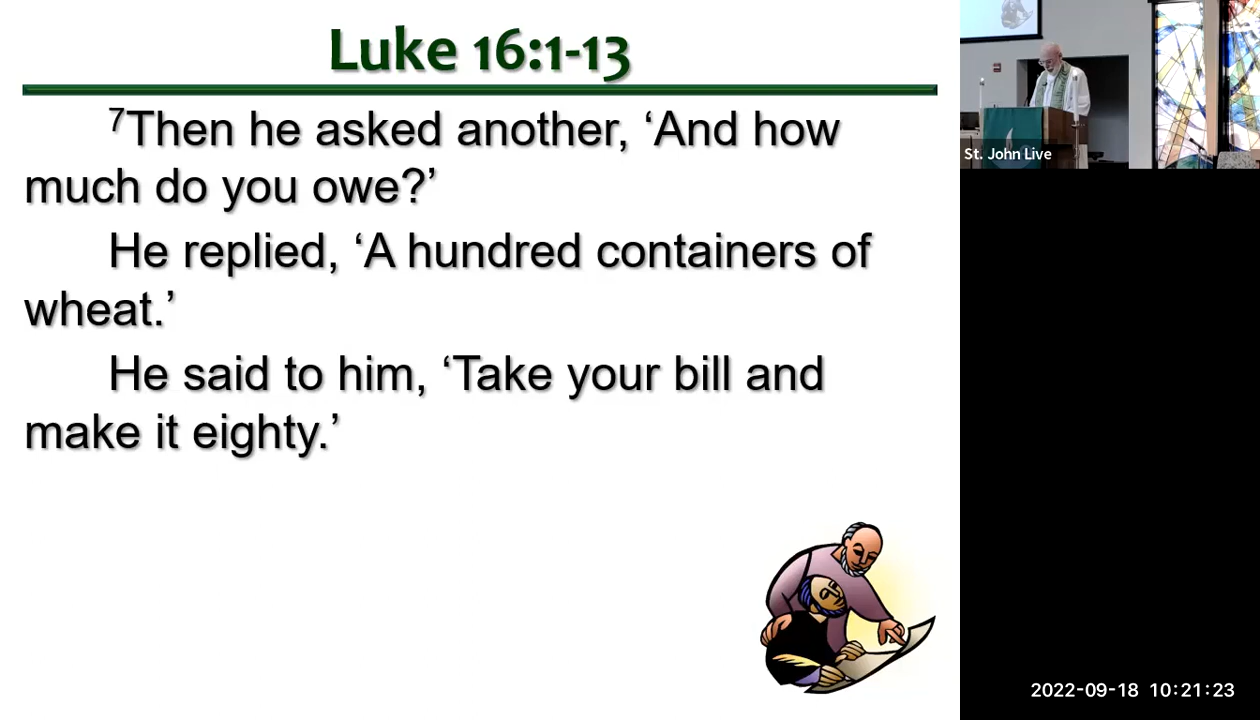 Luke 16:1-13
⁷Then he asked another, ‘And how
much do you owe?’
He replied, ‘A hundred containers of
wheat.’
He said to him, ‘Take your bill and
make it eighty.’
St. John Live
2022-09-18 10:21:23